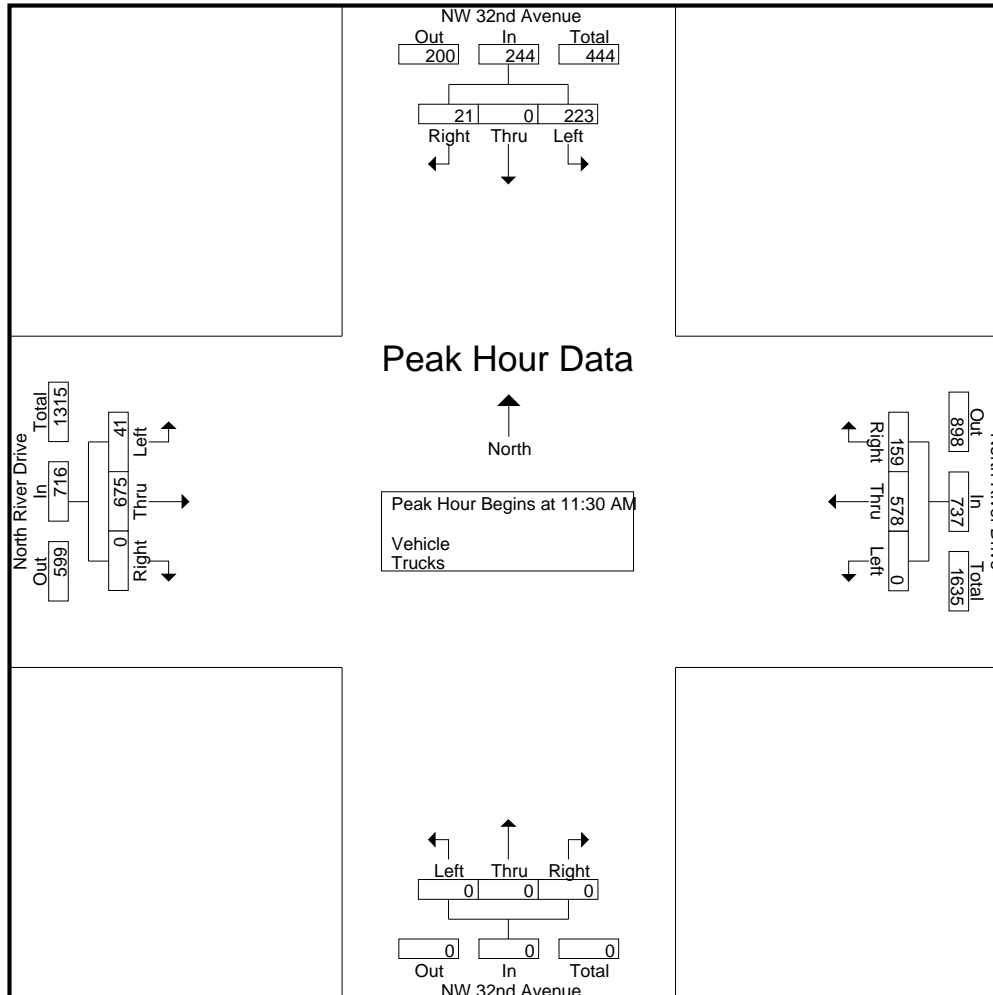 NW 32nd Avenue
Out In Total
200 244 444
21 0 223
Right Thru Left
Peak Hour Data
North
Peak Hour Begins at 11:30 AM
Vehicle
Trucks
North River Drive
Out In Total
599 716 1315
Right Thru Left
0 675 41
Out In Total
898 737 1635
Right Thru Left
159 578 0
Left Thru Right
0 0 0
0 0 0
Out In Total
NW 32nd Avenue